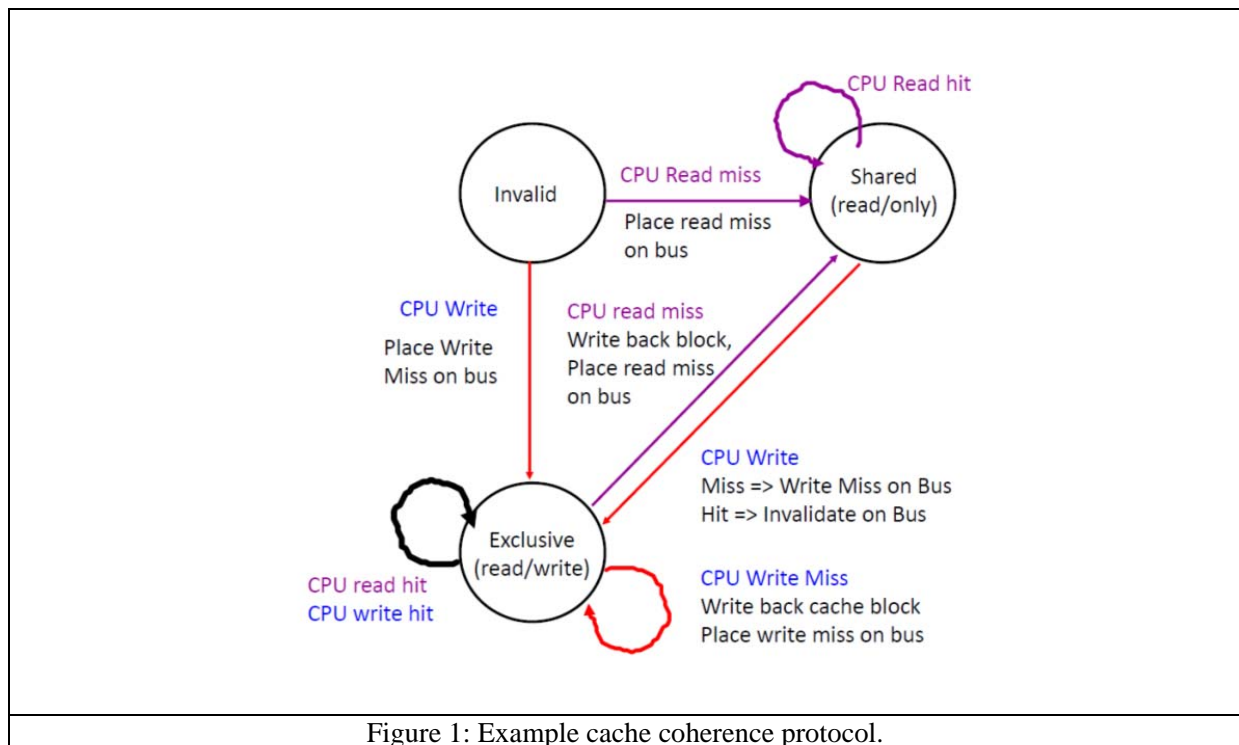 CPU Read hit
Invalid
CPU Read miss
Place read miss
on bus
Shared
(read/only)
CPU Write
Place Write
Miss on bus
CPU read miss
Write back block,
Place read miss
on bus
CPU Write
Miss => Write Miss on Bus
Hit => Invalidate on Bus
Exclusive
(read/write)
CPU read hit
CPU write hit
CPU Write Miss
Write back cache block
Place write miss on bus
Figure 1: Example cache coherence protocol.